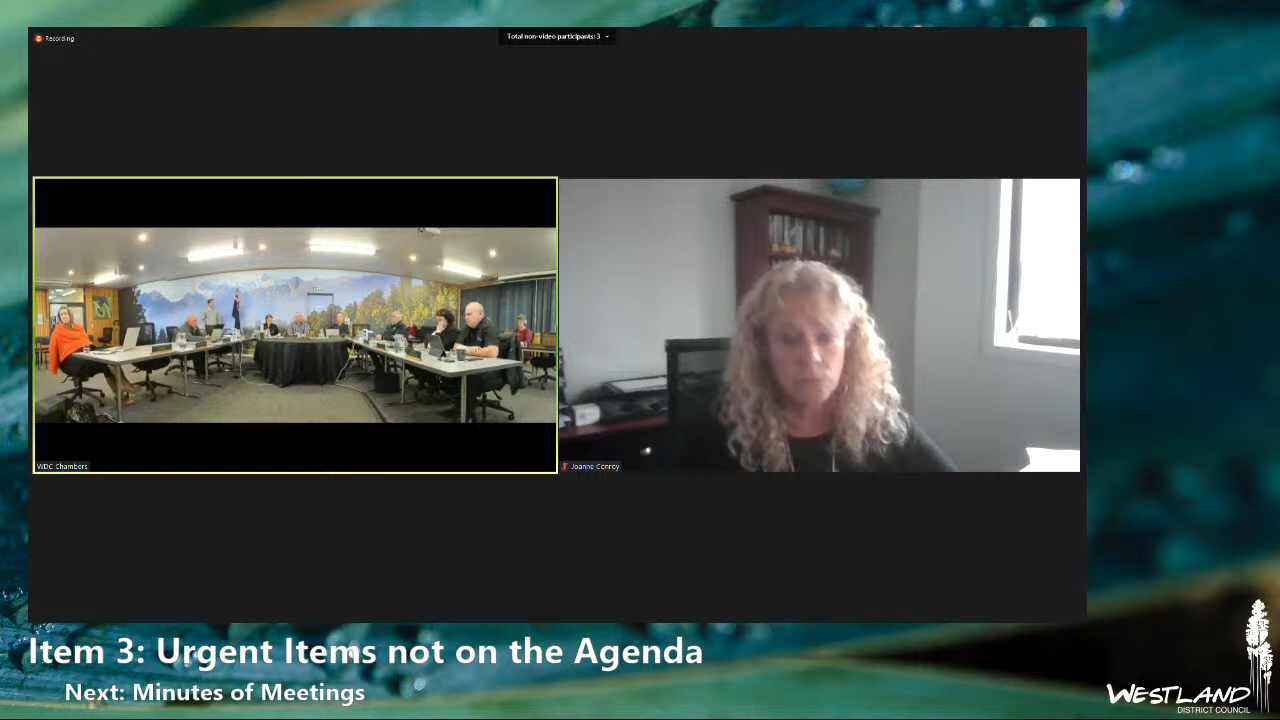 Recording
Total non-video participants: 3
WDC Chambers
Joanne Conroy
Item 3: Urgent Items not on the Agenda
Next: Minutes of Meetings
WESTLAND
DISTRICT COUNCIL